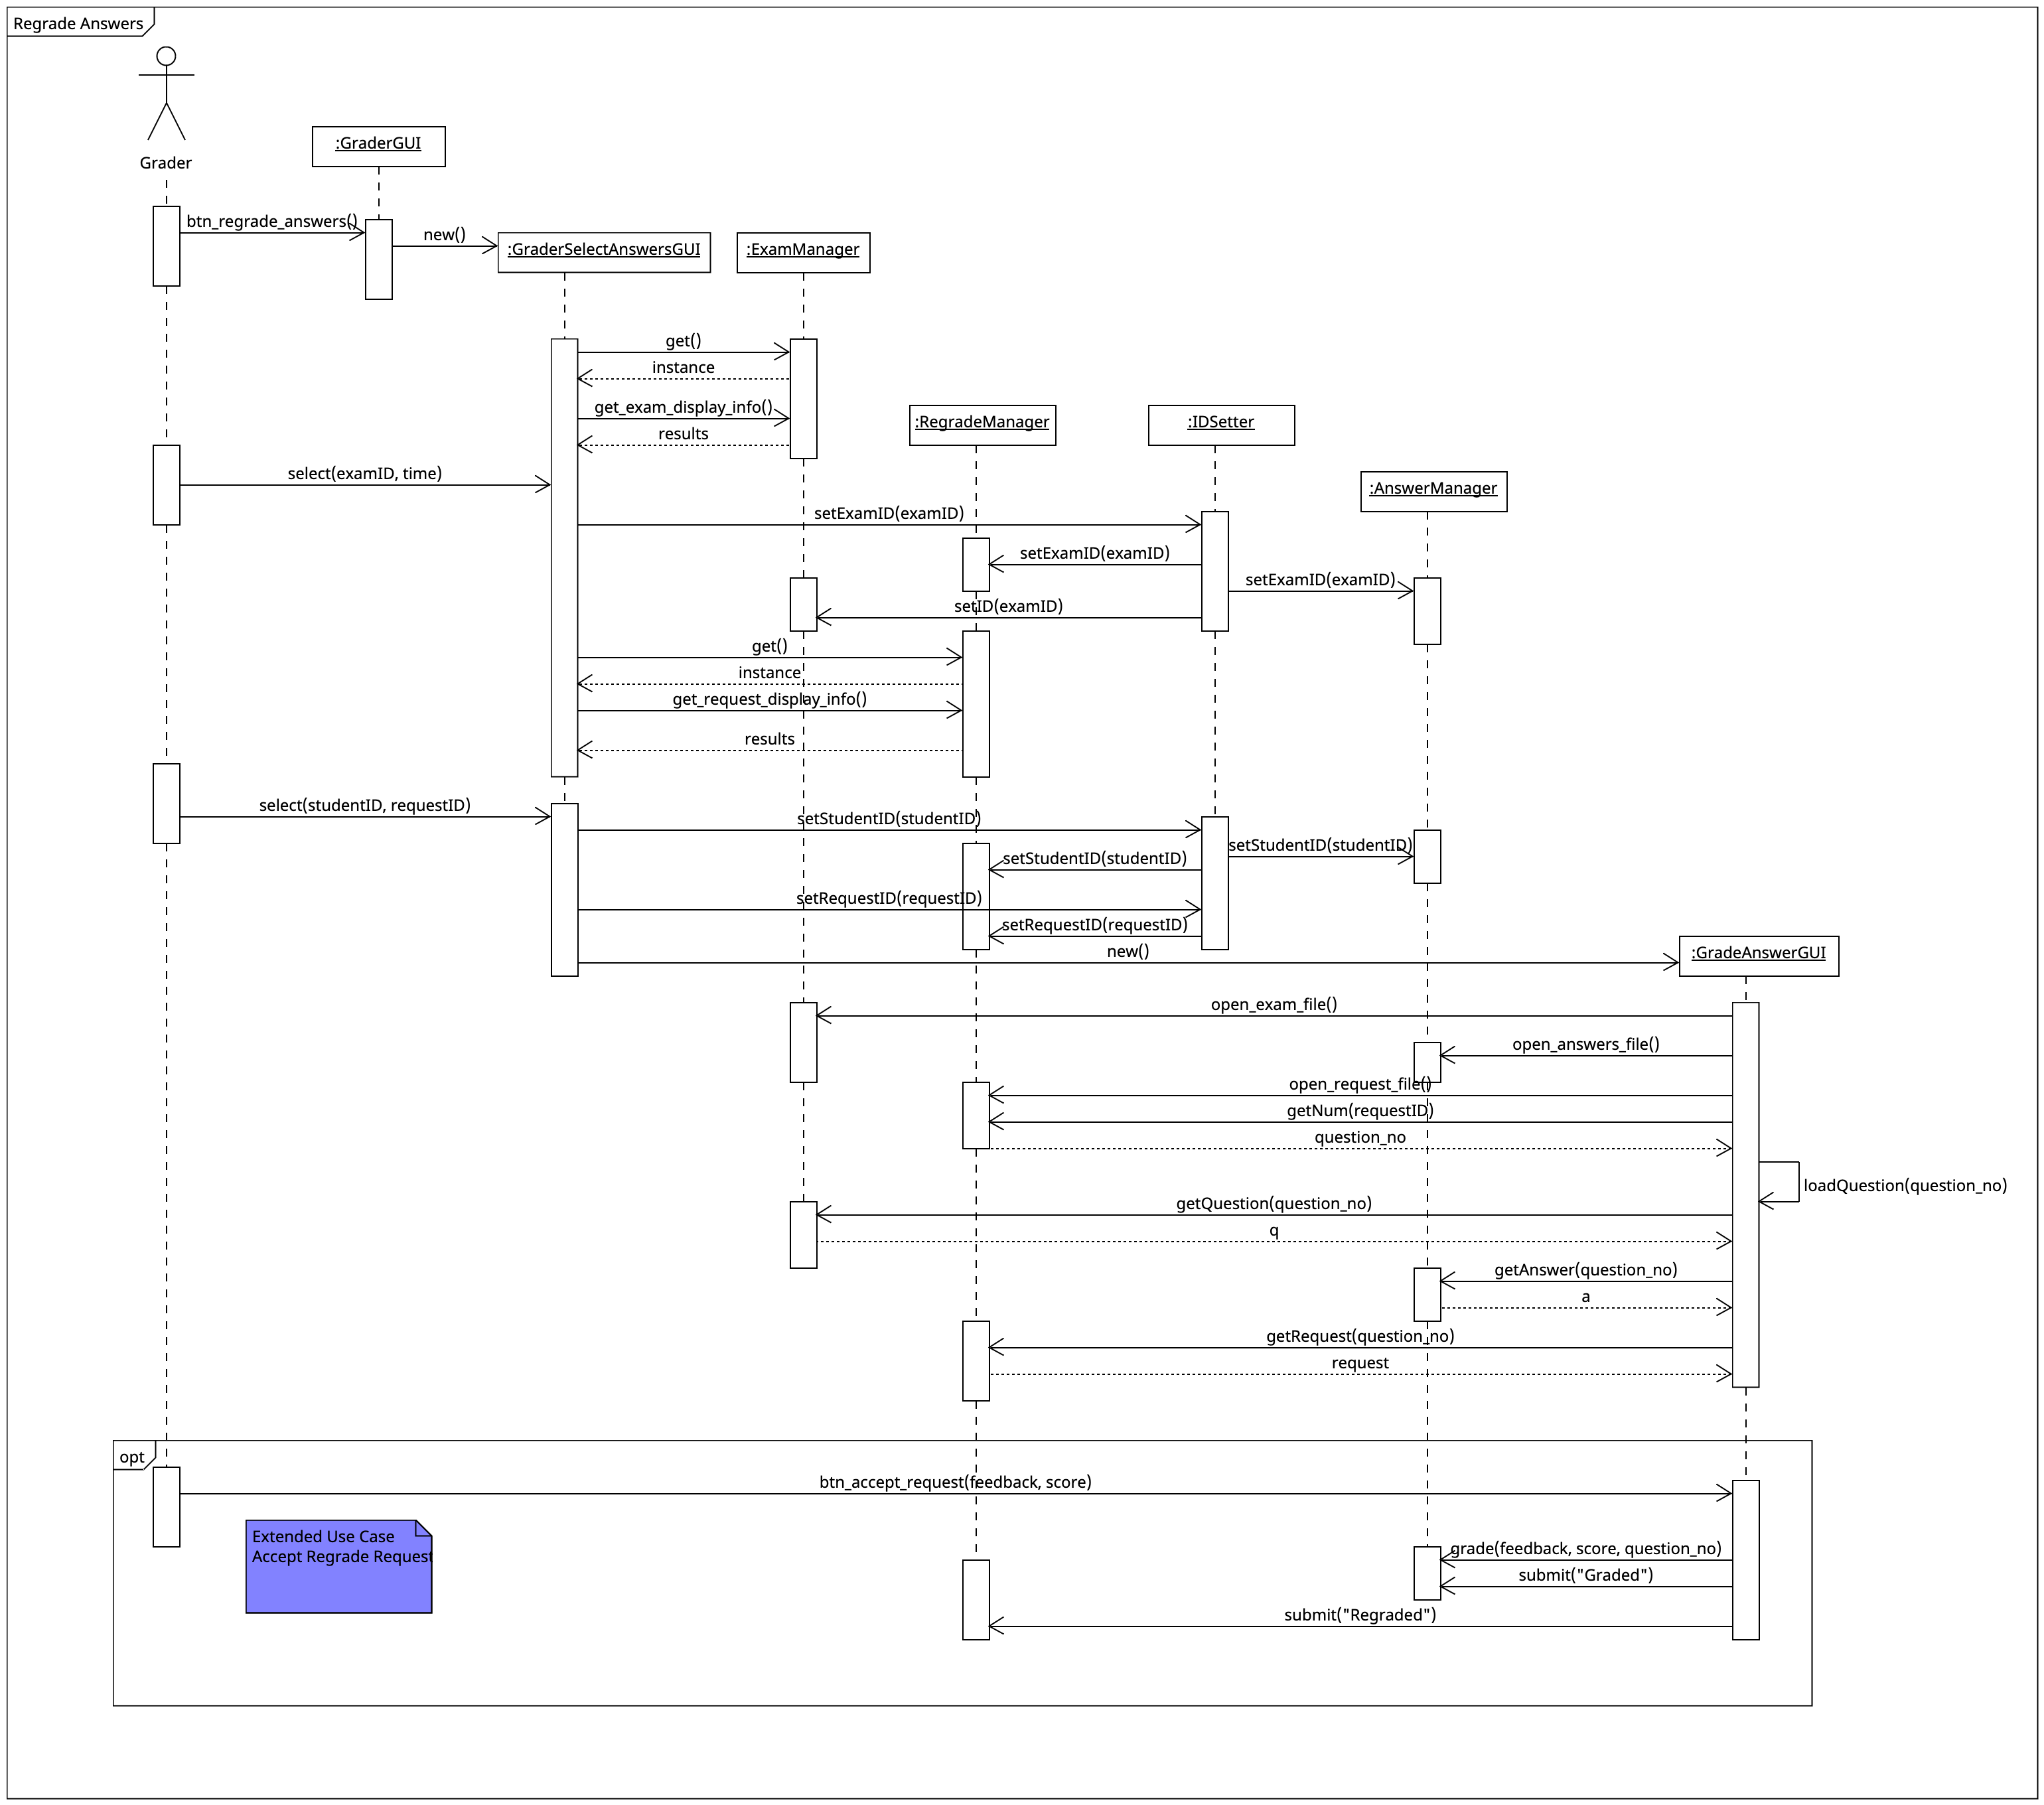 Regrade Answers
Grader
:GraderGUI
btn_regrade_answers()
new()
:GraderSelectAnswersGUI
:ExamManager
get()
instance
get_exam_display_info()
results
:RegradeManager
:IDSetter
select(examID, time)
:AnswerManager
setExamID(examID)
setExamID(examID)
setExamID(examID)
setID(examID)
get()
instance
get_request_display_info()
results
select(studentID, requestID)
setStudentID(studentID)
setStudentID(studentID)
setStudentID(studentID)
setRequestID(requestID)
setRequestID(requestID)
new()
:GradeAnswerGUI
open_exam_file()
open_answers_file()
open_request_file()
getNum(requestID)
question_no
loadQuestion(question_no)
getQuestion(question_no)
q
getAnswer(question_no)
a
getRequest(question_no)
request
opt
btn_accept_request(feedback, score)
Extended Use Case
Accept Regrade Request
grade(feedback, score, question_no)
submit("Graded")
submit("Regraded")